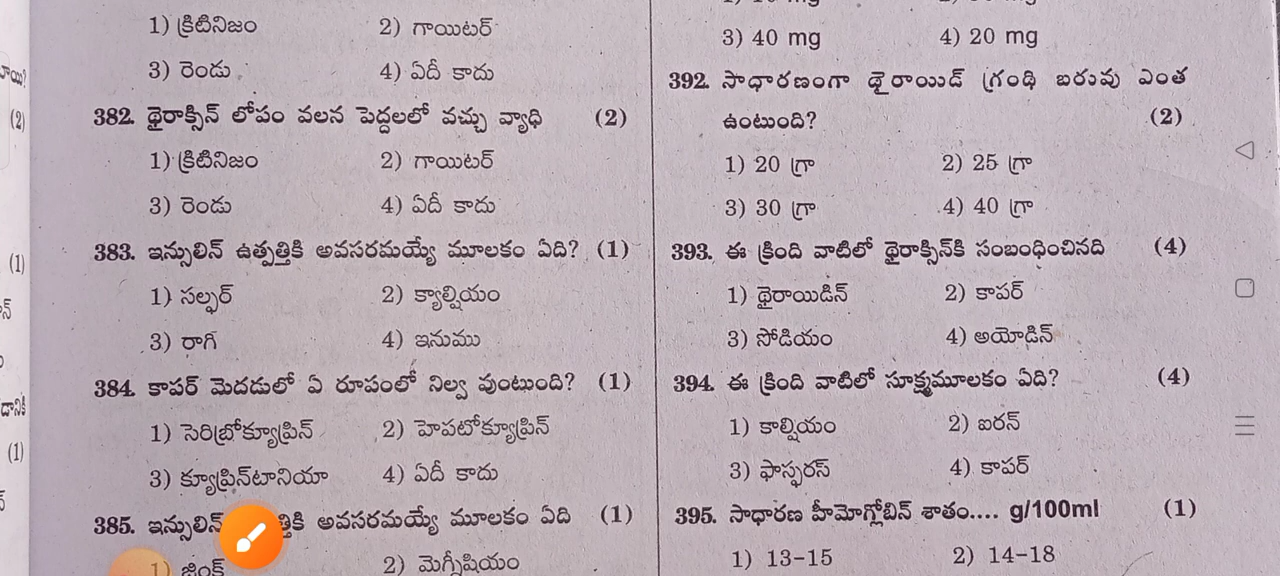 1) క్రిటినిజం 2) గాయిటర్
3) రెండు 4) ఏదీ కాదు
382. థైరాక్సిన్ లోపం వలన పెద్దలలో వచ్చు వ్యాధి (2)
1) క్రిటినిజం 2) గాయిటర్
3) రెండు 4) ఏదీ కాదు
383. ఇన్సులిన్ ఉత్పత్తికి అవసరమయ్యే మూలకం ఏది? (1)
1) సల్ఫర్ 2) క్యాల్షియం
3) రాగి 4) ఇనుము
384. కాపర్ మెదడులో ఏ రూపంలో నిల్వ వుంటుంది? (1)
1) సెరిబ్రోక్యూప్రిన్ 2) హెపటోక్యూప్రిన్
3) క్యూప్రిన్‌టానియా 4) ఏదీ కాదు
385. ఇన్సులిన్ త్తికి అవసరమయ్యే మూలకం ఏది (1)
1) జింక్ 2) మెగ్నీషియం
3) 40 mg 4) 20 mg
392. సాధారణంగా థైరాయిడ్ గ్రంథి బరువు ఎంత
ఉంటుంది? (2)
1) 20 గ్రా 2) 25 గ్రా
3) 30 గ్రా 4) 40 గ్రా
393. ఈ క్రింది వాటిలో థైరాక్సిన్‌కి సంబంధించినది (4)
1) థైరాయిడిన్ 2) కాపర్
3) సోడియం 4) అయోడిన్
394. ఈ క్రింది వాటిలో సూక్ష్మమూలకం ఏది? (4)
1) కాల్షియం 2) ఐరన్
3) ఫాస్ఫరస్ 4) కాపర్
395. సాధారణ హీమోగ్లోబిన్ శాతం.... g/100ml (1)
1) 13-15 2) 14-18